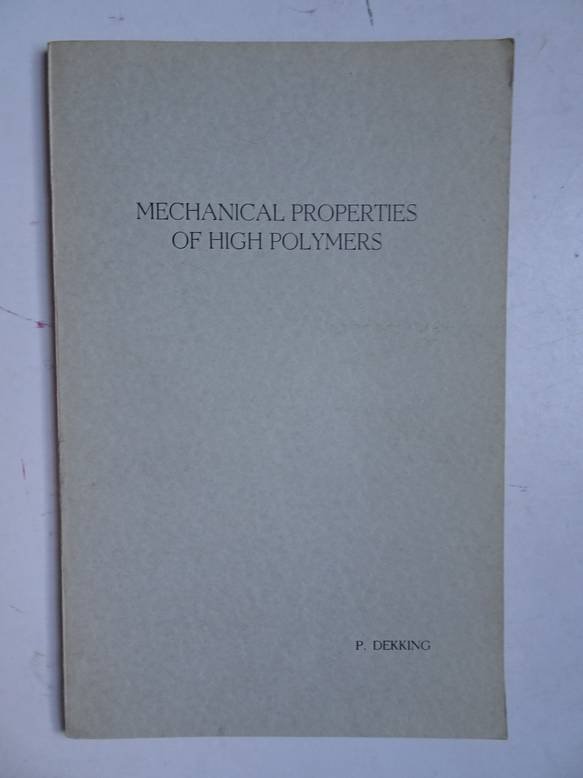 MECHANICAL PROPERTIES
OF HIGH POLYMERS
P. DEKKING